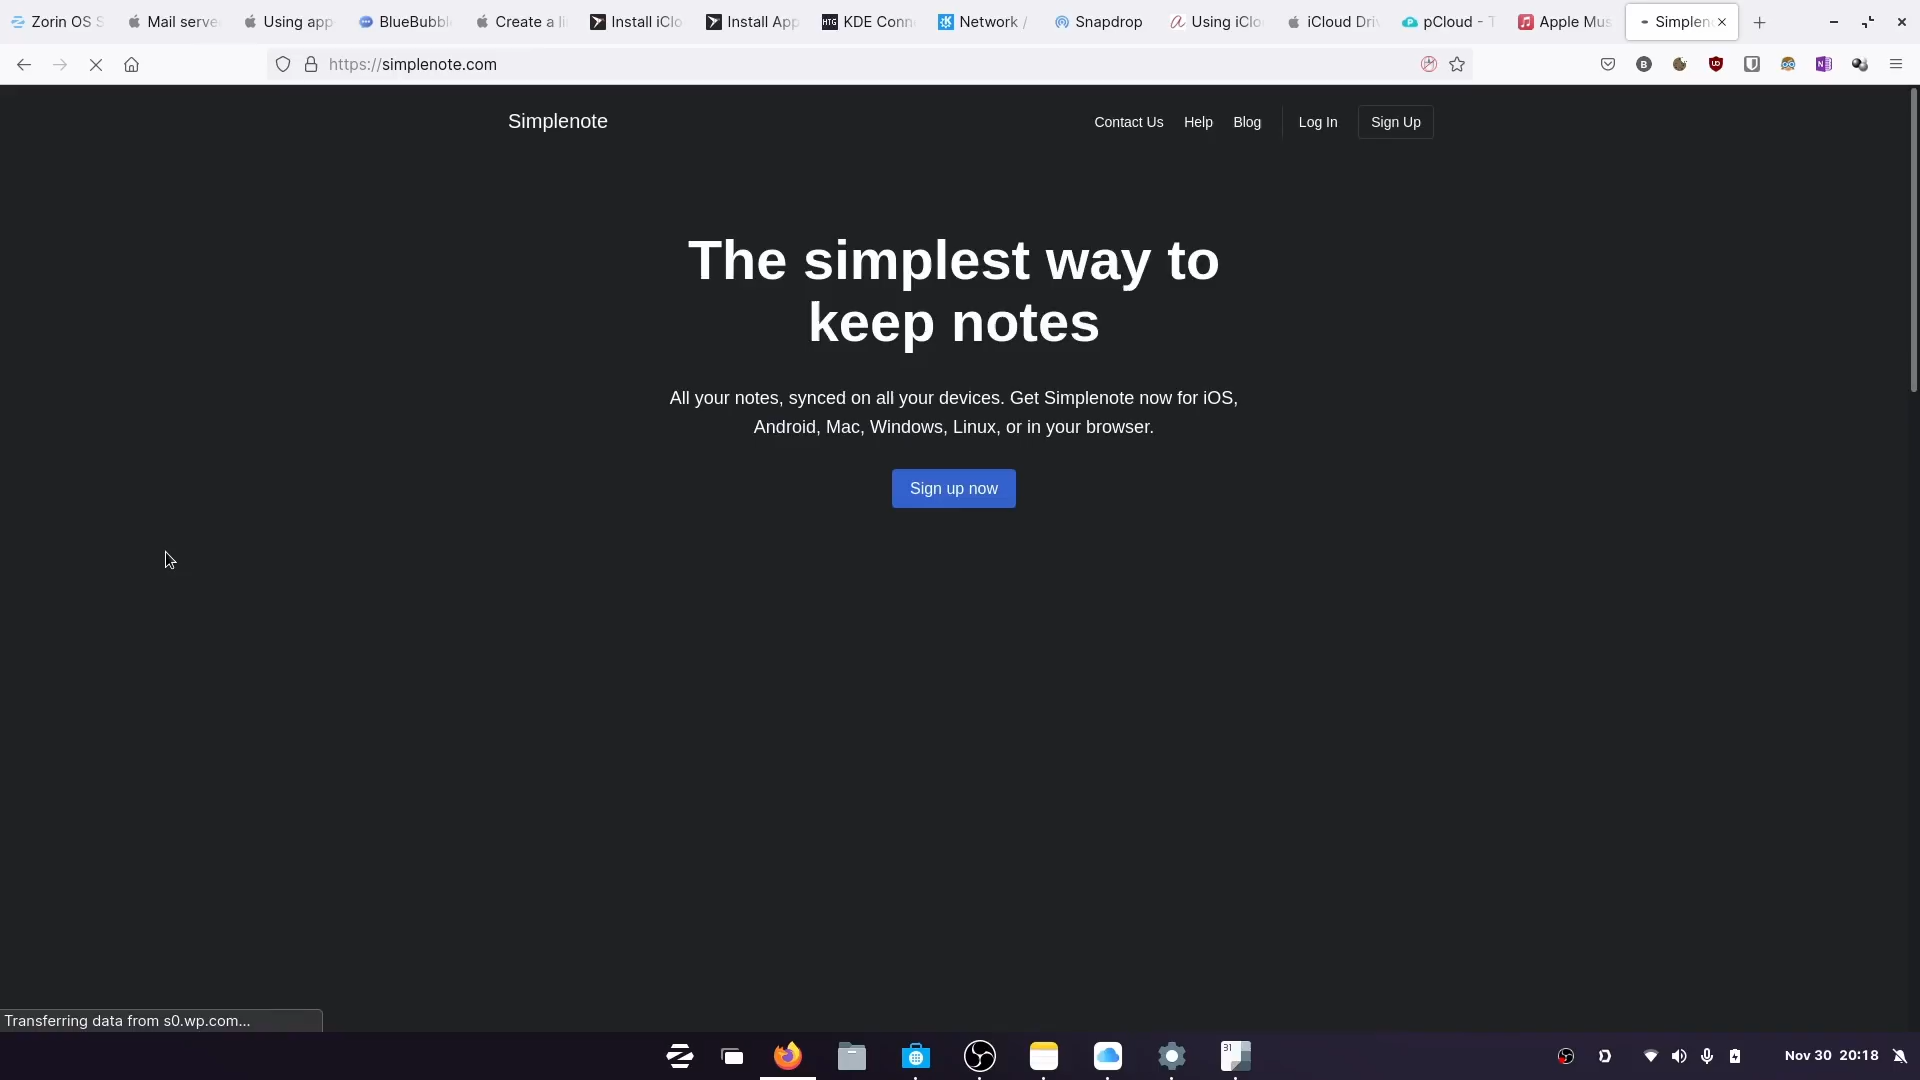 Zorin OS S
Mail serve
Using app
BlueBubbl
Create a li
Install iClo
Install App
KDE Conn
Network /
Snapdrop
Using iClo
iCloud Driv
pCloud - T
Apple Mus
Simplen
https://simplenote.com
Simplenote
Contact Us
Help
Blog
Log In
Sign Up
The simplest way to
keep notes
All your notes, synced on all your devices. Get Simplenote now for iOS,
Android, Mac, Windows, Linux, or in your browser.
Sign up now
Transferring data from s0.wp.com...
31
Nov 30 20:18